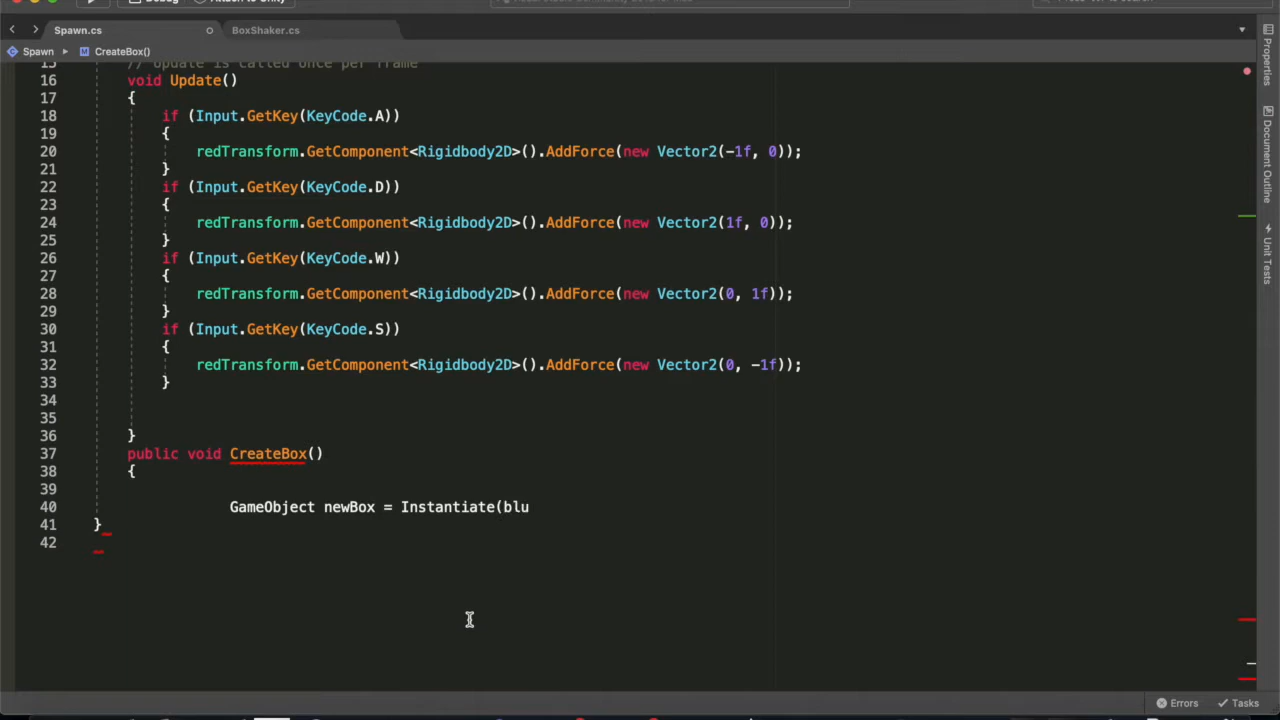 Debug
Attach to Unity
Spawn.cs
BoxShaker.cs
Spawn
CreateBox()
15 // Update is called once per frame
16 void Update()
17 {
18 if (Input.GetKey(KeyCode.A))
19 {
20 redTransform.GetComponent<Rigidbody2D>().AddForce(new Vector2(-1f, 0));
21 }
22 if (Input.GetKey(KeyCode.D))
23 {
24 redTransform.GetComponent<Rigidbody2D>().AddForce(new Vector2(1f, 0));
25 }
26 if (Input.GetKey(KeyCode.W))
27 {
28 redTransform.GetComponent<Rigidbody2D>().AddForce(new Vector2(0, 1f));
29 }
30 if (Input.GetKey(KeyCode.S))
31 {
32 redTransform.GetComponent<Rigidbody2D>().AddForce(new Vector2(0, -1f));
33 }
34
35
36 }
37 public void CreateBox()
38 {
39
40 GameObject newBox = Instantiate(blu
41 }
42
Properties
Document Outline
Unit Tests
Errors
Tasks